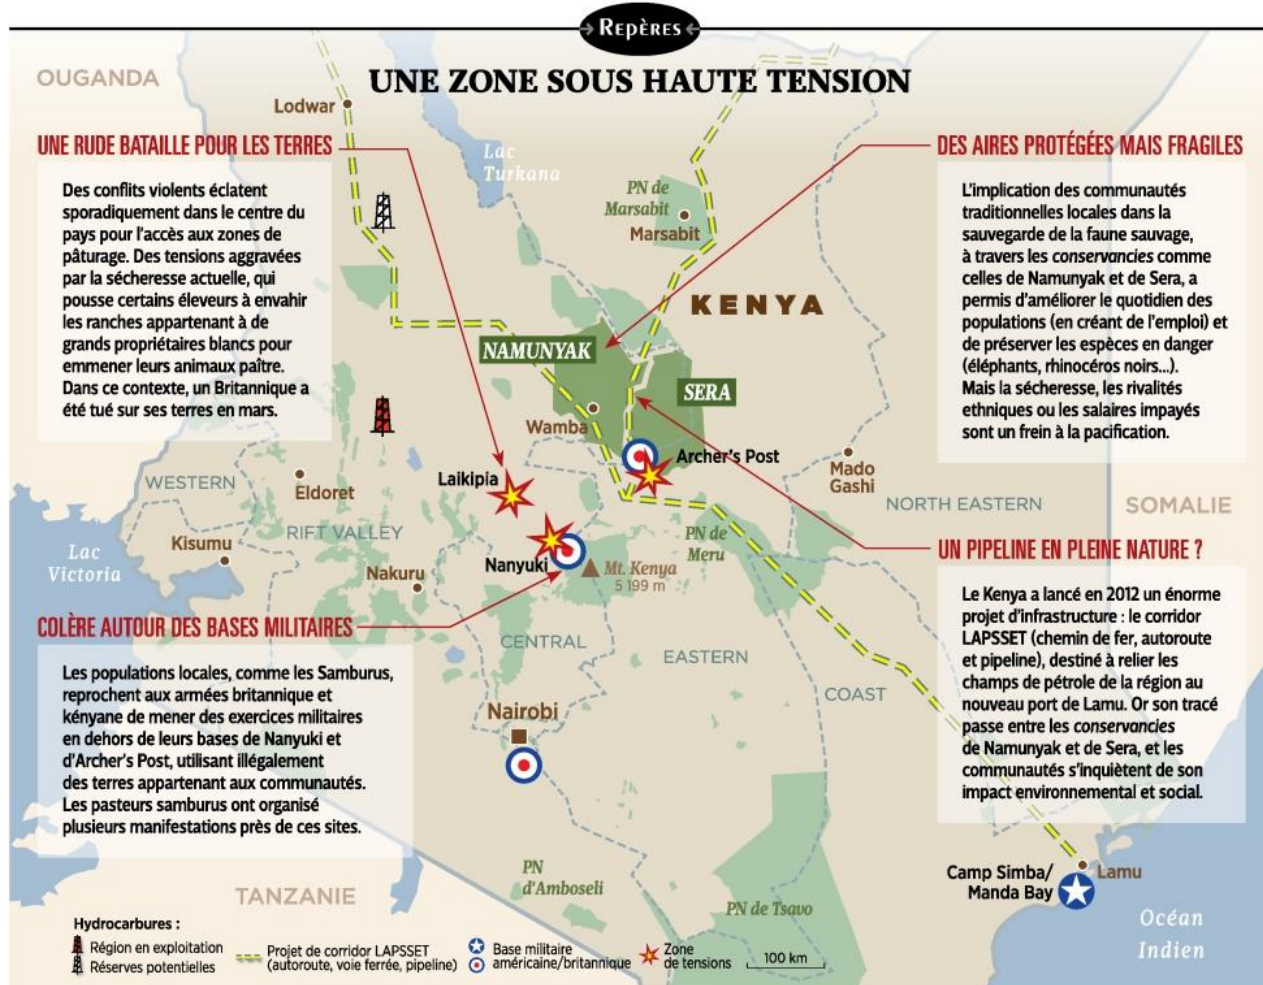 REPÈRES
UNE ZONE SOUS HAUTE TENSION
OUGANDA
Lodwar
Lac
Turkana
UNE RUDE BATAILLE POUR LES TERRES
Des conflits violents éclatent
sporadiquement dans le centre du
pays pour l'accès aux zones de
pâturage. Des tensions aggravées
par la sécheresse actuelle, qui
pousse certains éleveurs à envahir
les ranches appartenant à de
grands propriétaires blancs pour
emmener leurs animaux paître.
Dans ce contexte, un Britannique a
été tué sur ses terres en mars.
PN de
Marsabit
Marsabit
DES AIRES PROTÉGÉES MAIS FRAGILES
L'implication des communautés
traditionnelles locales dans la
sauvegarde de la faune sauvage,
à travers les conservancies comme
celles de Namunyak et de Sera, a
permis d'améliorer le quotidien des
populations (en créant de l'emploi) et
de préserver les espèces en danger
(éléphants, rhinocéros noirs...).
Mais la sécheresse, les rivalités
ethniques ou les salaires impayés
sont un frein à la pacification.
KENYA
NAMUNYAK
SERA
Wamba
Archer's Post
Laikipia
Mado
Gashi
WESTERN
Eldoret
RIFT VALLEY
NORTH EASTERN
SOMALIE
Lac
Victoria
Kisumu
Nakuru
Nanyuki
Mt. Kenya
5 199 m
PN de
Meru
UN PIPELINE EN PLEINE NATURE ?
Le Kenya a lancé en 2012 un énorme
projet d'infrastructure : le corridor
LAPSSET (chemin de fer, autoroute
et pipeline), destiné à relier les
champs de pétrole de la région au
nouveau port de Lamu. Or son tracé
passe entre les conservancies
de Namunyak et de Sera, et les
communautés s'inquiètent de son
impact environnemental et social.
COLÈRE AUTOUR DES BASES MILITAIRES
Les populations locales, comme les Samburus,
reprochent aux armées britannique et
kényane de mener des exercices militaires
en dehors de leurs bases de Nanyuki et
d'Archer's Post, utilisant illégalement
des terres appartenant aux communautés.
Les pasteurs samburus ont organisé
plusieurs manifestations près de ces sites.
CENTRAL
EASTERN
COAST
Nairobi
PN
d'Amboseli
PN de Tsavo
Camp Simba/
Manda Bay
Lamu
TANZANIE
Océan
Indien
Hydrocarbures :
Région en exploitation
Réserves potentielles
Projet de corridor LAPSSET
(autoroute, voie ferrée, pipeline)
Base militaire
américaine/britannique
Zone
de tensions
100 km